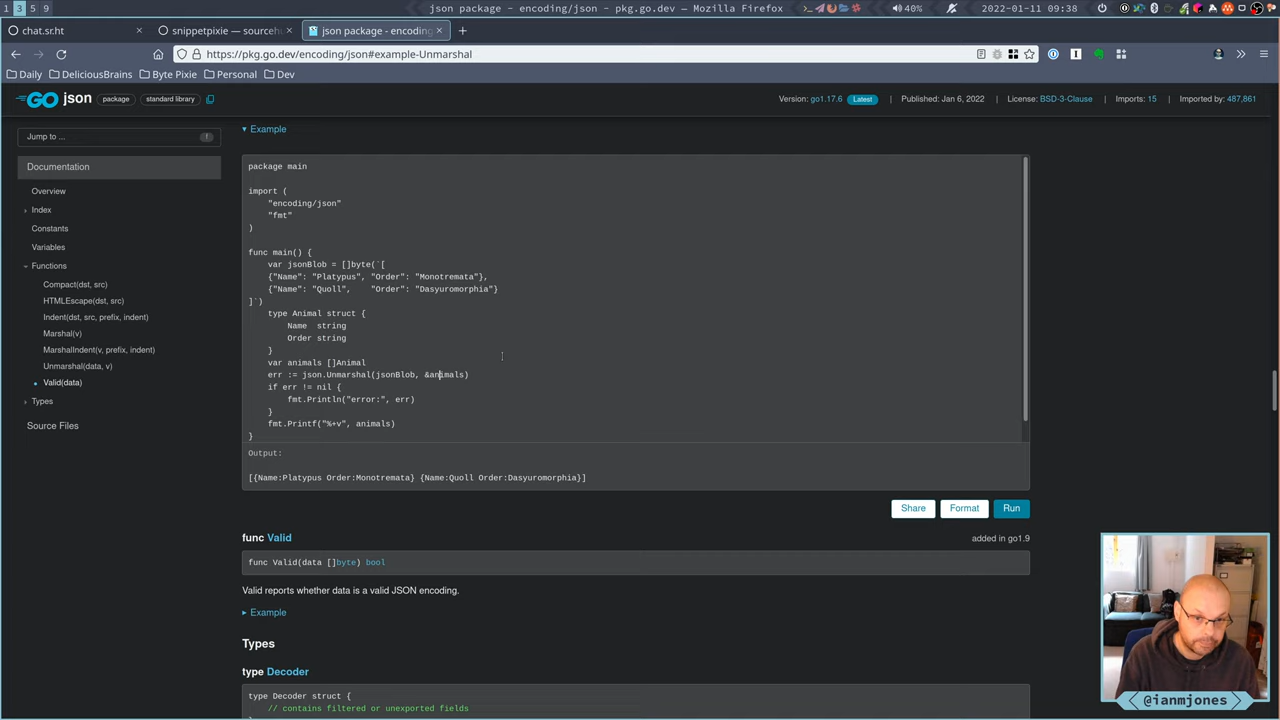 1 3 5 9
json package - encoding/json - pkg.go.dev — Mozilla Firefox
40%
2022-01-11 09:38
chat.sr.ht
snippetpixie — sourcehu
json package - encoding
https://pkg.go.dev/encoding/json#example-Unmarshal
Daily
DeliciousBrains
Byte Pixie
Personal
Dev
GO json package standard library
Version: go1.17.6 Latest | Published: Jan 6, 2022 | License: BSD-3-Clause | Imports: 15 | Imported by: 487,861
Jump to ...
Documentation
Overview
Index
Constants
Variables
Functions
Compact(dst, src)
HTMLEscape(dst, src)
Indent(dst, src, prefix, indent)
Marshal(v)
MarshalIndent(v, prefix, indent)
Unmarshal(data, v)
Valid(data)
Types
Source Files
Example
package main
import (
"encoding/json"
"fmt"
)
func main() {
var jsonBlob = []byte(`[
{"Name": "Platypus", "Order": "Monotremata"},
{"Name": "Quoll",    "Order": "Dasyuromorphia"}
]`)
type Animal struct {
Name  string
Order string
}
var animals []Animal
err := json.Unmarshal(jsonBlob, &animals)
if err != nil {
fmt.Println("error:", err)
}
fmt.Printf("%+v", animals)
}
Output:
[{Name:Platypus Order:Monotremata} {Name:Quoll Order:Dasyuromorphia}]
Share
Format
Run
func Valid
added in go1.9
func Valid(data []byte) bool
Valid reports whether data is a valid JSON encoding.
Example
Types
type Decoder
type Decoder struct {
// contains filtered or unexported fields
@ianmjones